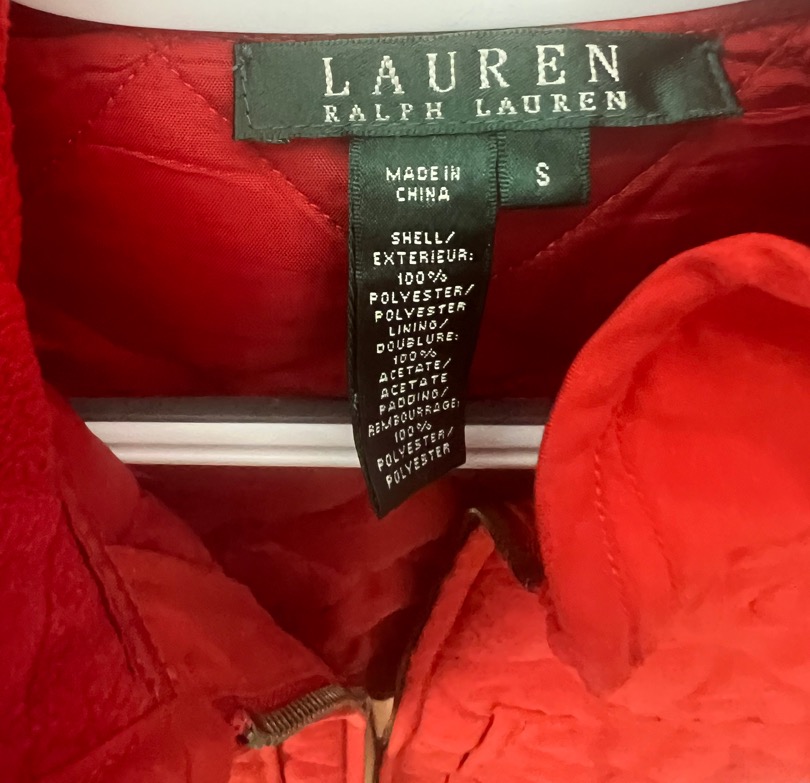 LAUREN
RALPH LAUREN
MADE IN
CHINA
S
SHELL/
EXTERIEUR:
100%
POLYESTER/
POLYESTER
LINING/
DOUBLURE:
100%
ACETATE/
ACETATE
PADDING/
REMBOURRAGE:
100%
POLYESTER/
POLYESTER